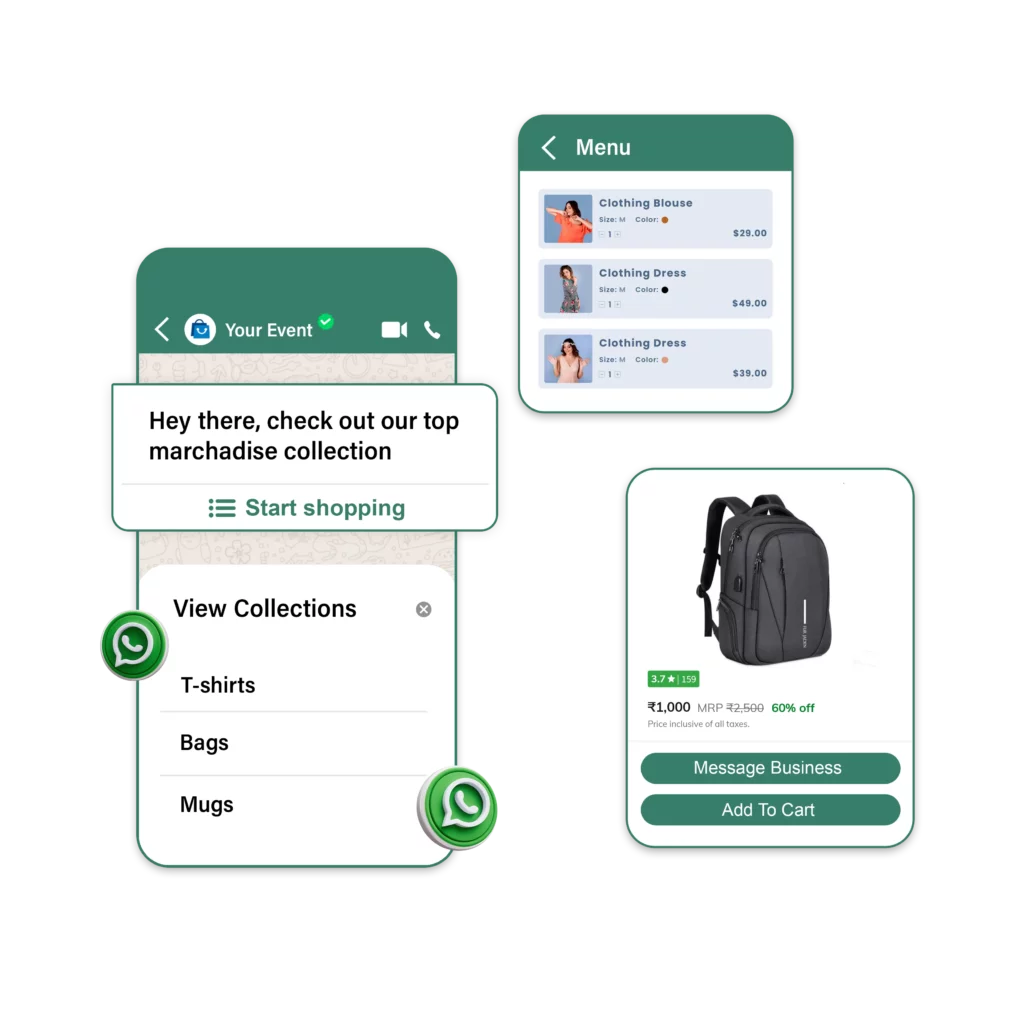 Menu
Clothing Blouse
Size: M Color:
1
$29.00
Clothing Dress
Size: M Color:
1
$49.00
Clothing Dress
Size: M Color:
1
$39.00
Your Event
Hey there, check out our top
marchadise collection
Start shopping
View Collections
T-shirts
Bags
Mugs
3.7 ★ | 159
₹1,000 MRP ₹2,500 60% off
Price inclusive of all taxes.
Message Business
Add To Cart